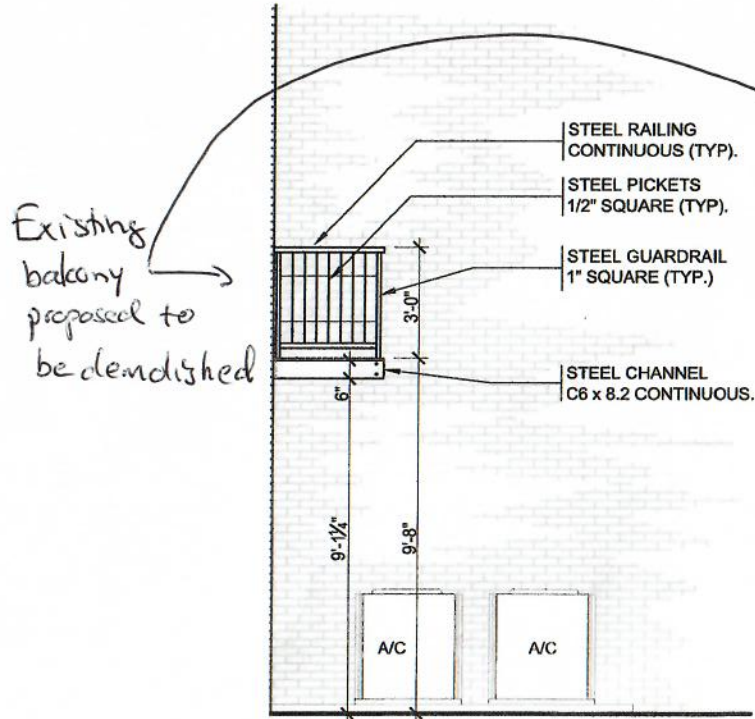 STEEL RAILING
CONTINUOUS (TYP).
STEEL PICKETS
1/2" SQUARE (TYP).
Existing
balcony
proposed to
be demolished
STEEL GUARDRAIL
1" SQUARE (TYP.)
3'-0"
STEEL CHANNEL
C6 x 8.2 CONTINUOUS.
6"
9'-1¼"
9'-8"
A/C
A/C